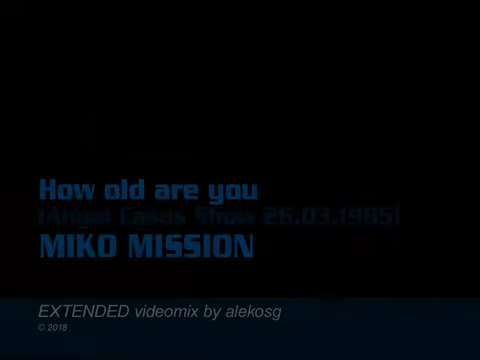 How old are you
(Angel Casas Show 26.03.1985)
MIKO MISSION
EXTENDED videomix by alekosg
© 2018